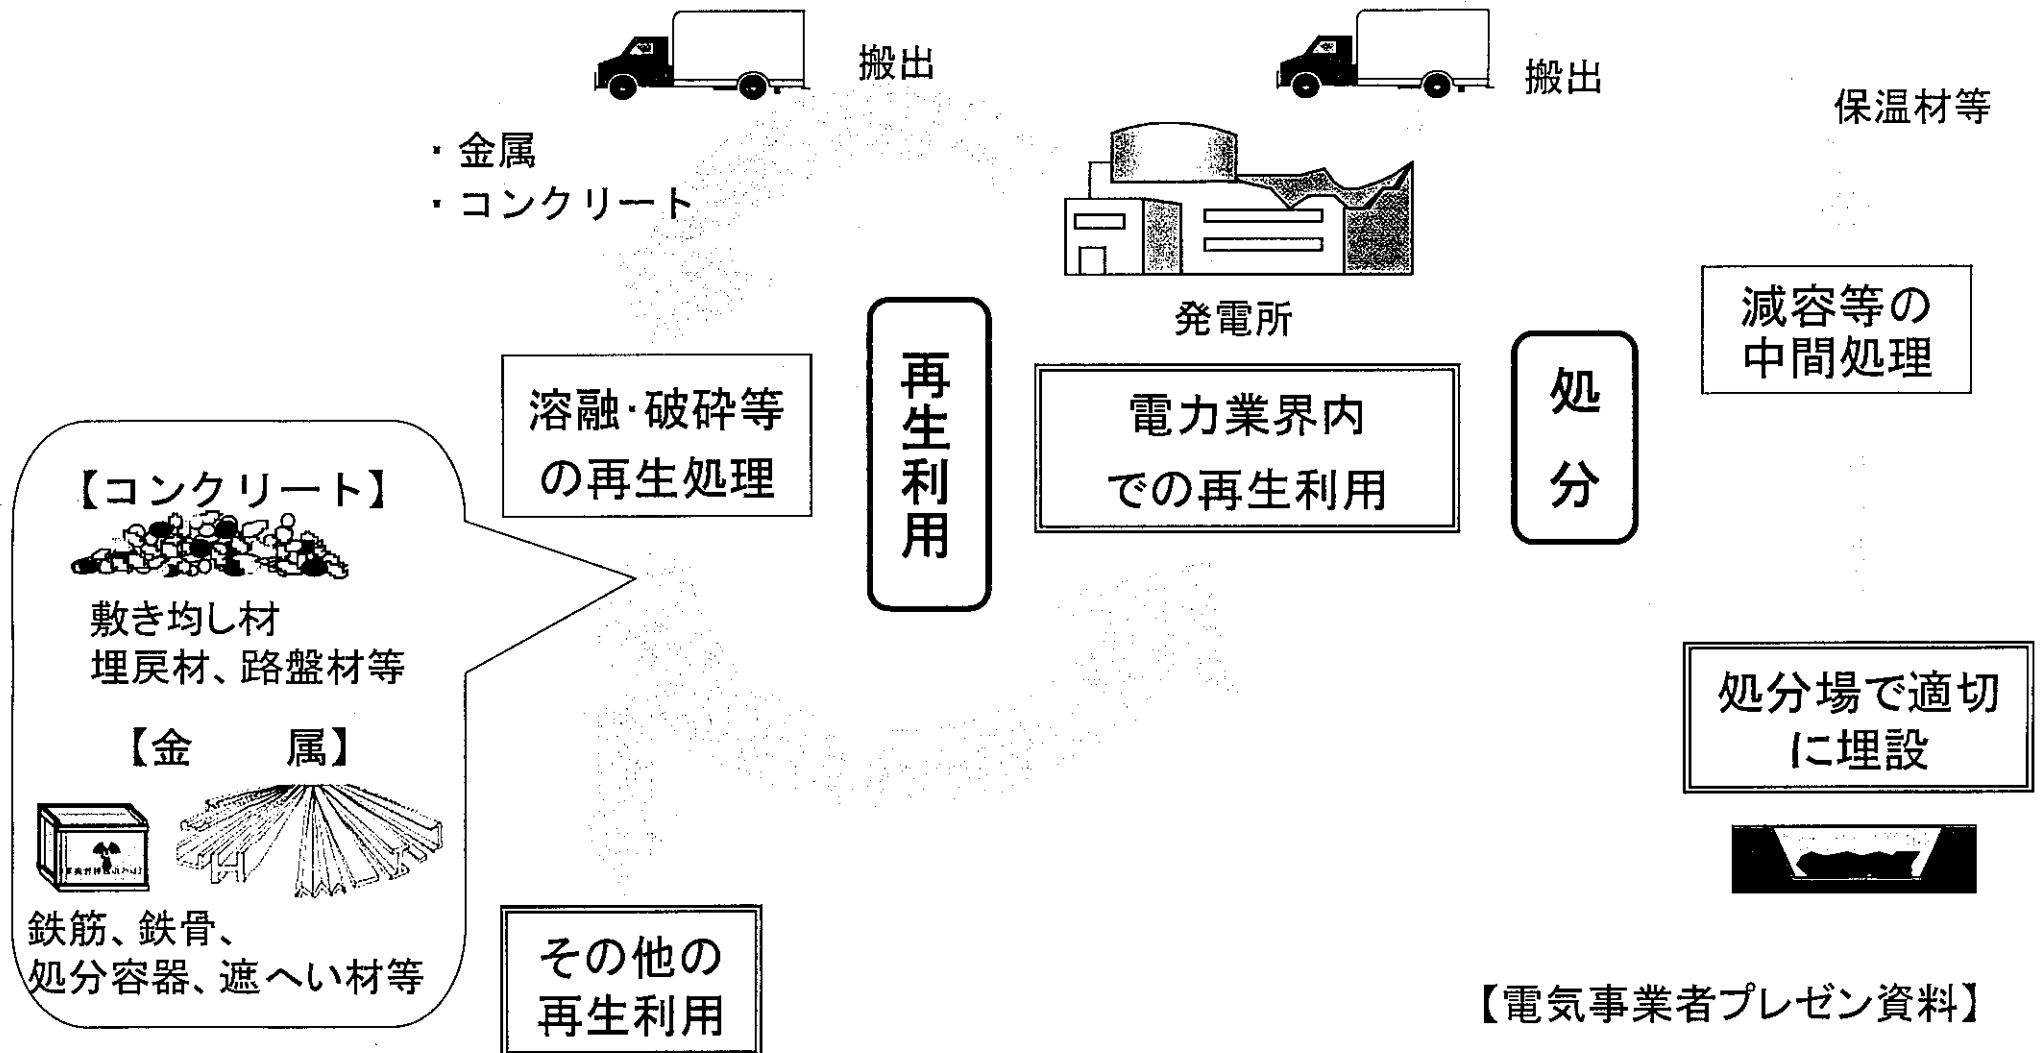 搬出
搬出
保温材等
・金属
・コンクリート
発電所
再生利用
処分
減容等の
中間処理
溶融・破砕等
の再生処理
電力業界内
での再生利用
【コンクリート】
敷き均し材
埋戻材、路盤材等
【金　属】
鉄筋、鉄骨、
処分容器、遮へい材等
処分場で適切
に埋設
その他の
再生利用
【電気事業者プレゼン資料】